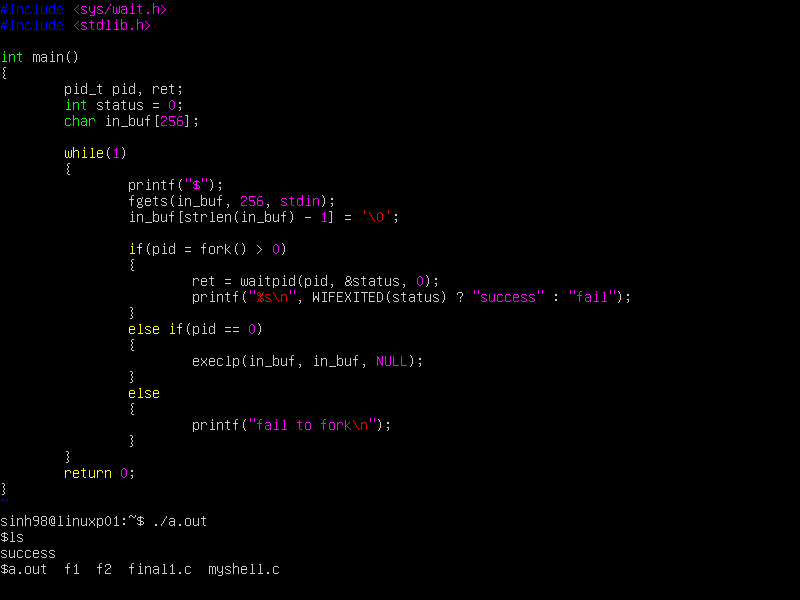 #include <sys/wait.h>
#include <stdlib.h>
int main()
{
        pid_t pid, ret;
        int status = 0;
        char in_buf[256];
        while(1)
        {
                printf("$");
                fgets(in_buf, 256, stdin);
                in_buf[strlen(in_buf) - 1] = '\0';
                if(pid = fork() > 0)
                {
                        ret = waitpid(pid, &status, 0);
                        printf("%s\n", WIFEXITED(status) ? "success" : "fail");
                }
                else if(pid == 0)
                {
                        execlp(in_buf, in_buf, NULL);
                }
                else
                {
                        printf("fail to fork\n");
                }
        }
        return 0;
}
~
sinh98@linuxp01:~$ ./a.out
$ls
success
$a.out  f1  f2  final1.c  myshell.c